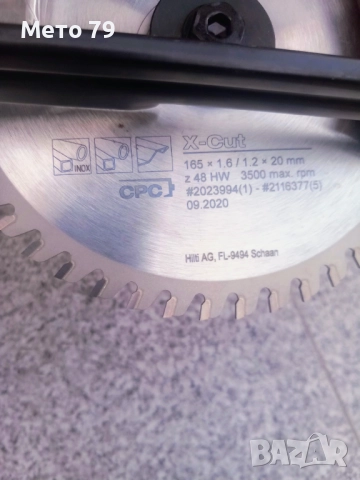 Мето 79
X-Cut
165 × 1,6 / 1.2 × 20 mm
z 48 HW 3500 max. rpm
#2023994(1) - #2116377(5)
09.2020
INOX
CPC
Hilti AG, FL-9494 Schaan
BAZAR